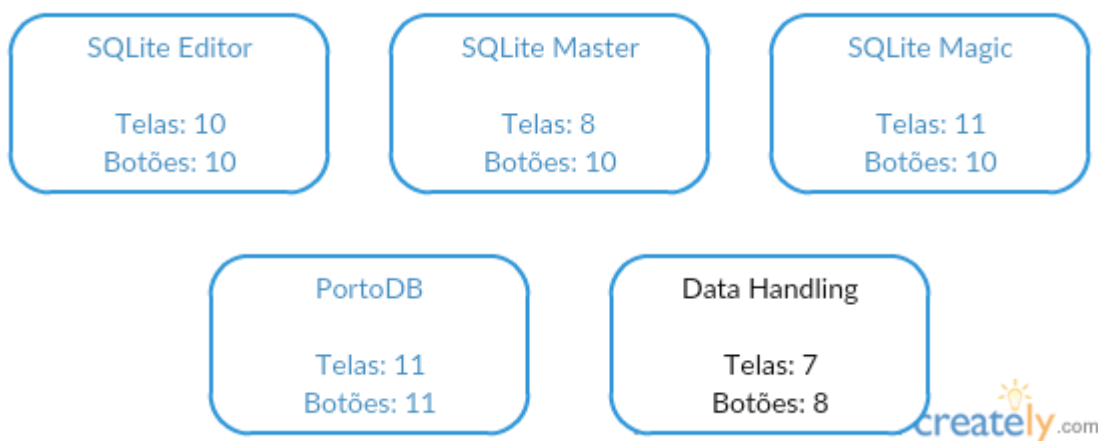 SQLite Editor
Telas: 10
Botões: 10
SQLite Master
Telas: 8
Botões: 10
SQLite Magic
Telas: 11
Botões: 10
PortoDB
Telas: 11
Botões: 11
Data Handling
Telas: 7
Botões: 8
creately.com